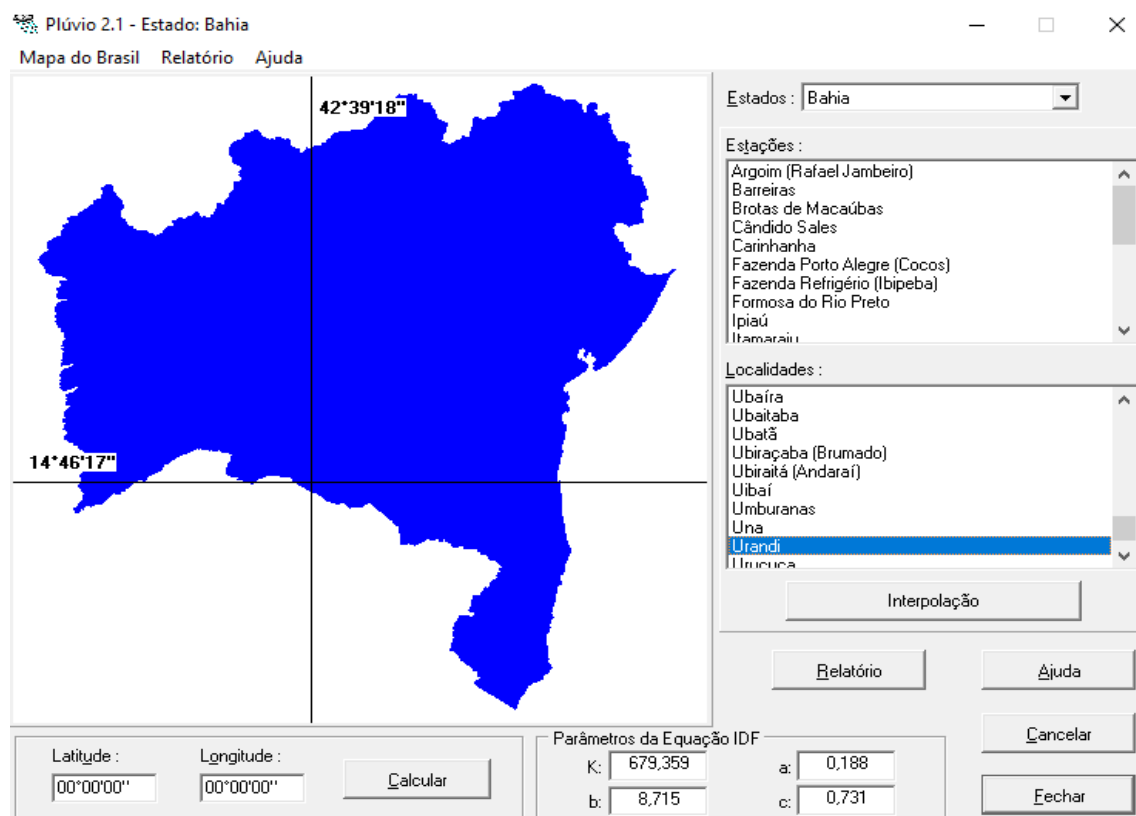 Plúvio 2.1 - Estado: Bahia
Mapa do Brasil Relatório Ajuda
42°39'18"
14°46'17"
Estados : Bahia
Estações :
Argoim (Rafael Jambeiro)
Barreiras
Brotas de Macaúbas
Cândido Sales
Carinhanha
Fazenda Porto Alegre (Cocos)
Fazenda Refrigério (Ibipeba)
Formosa do Rio Preto
Ipiaú
Itamaraju
Localidades :
Ubaíra
Ubaitaba
Ubatã
Ubiraçaba (Brumado)
Ubiraitá (Andaraí)
Uibaí
Umburanas
Una
Urandi
Uruçuca
Interpolação
Relatório Ajuda
Cancelar
Fechar
Latitude : Longitude :
00°00'00" 00°00'00" Calcular
Parâmetros da Equação IDF
K: 679,359 a: 0,188
b: 8,715 c: 0,731